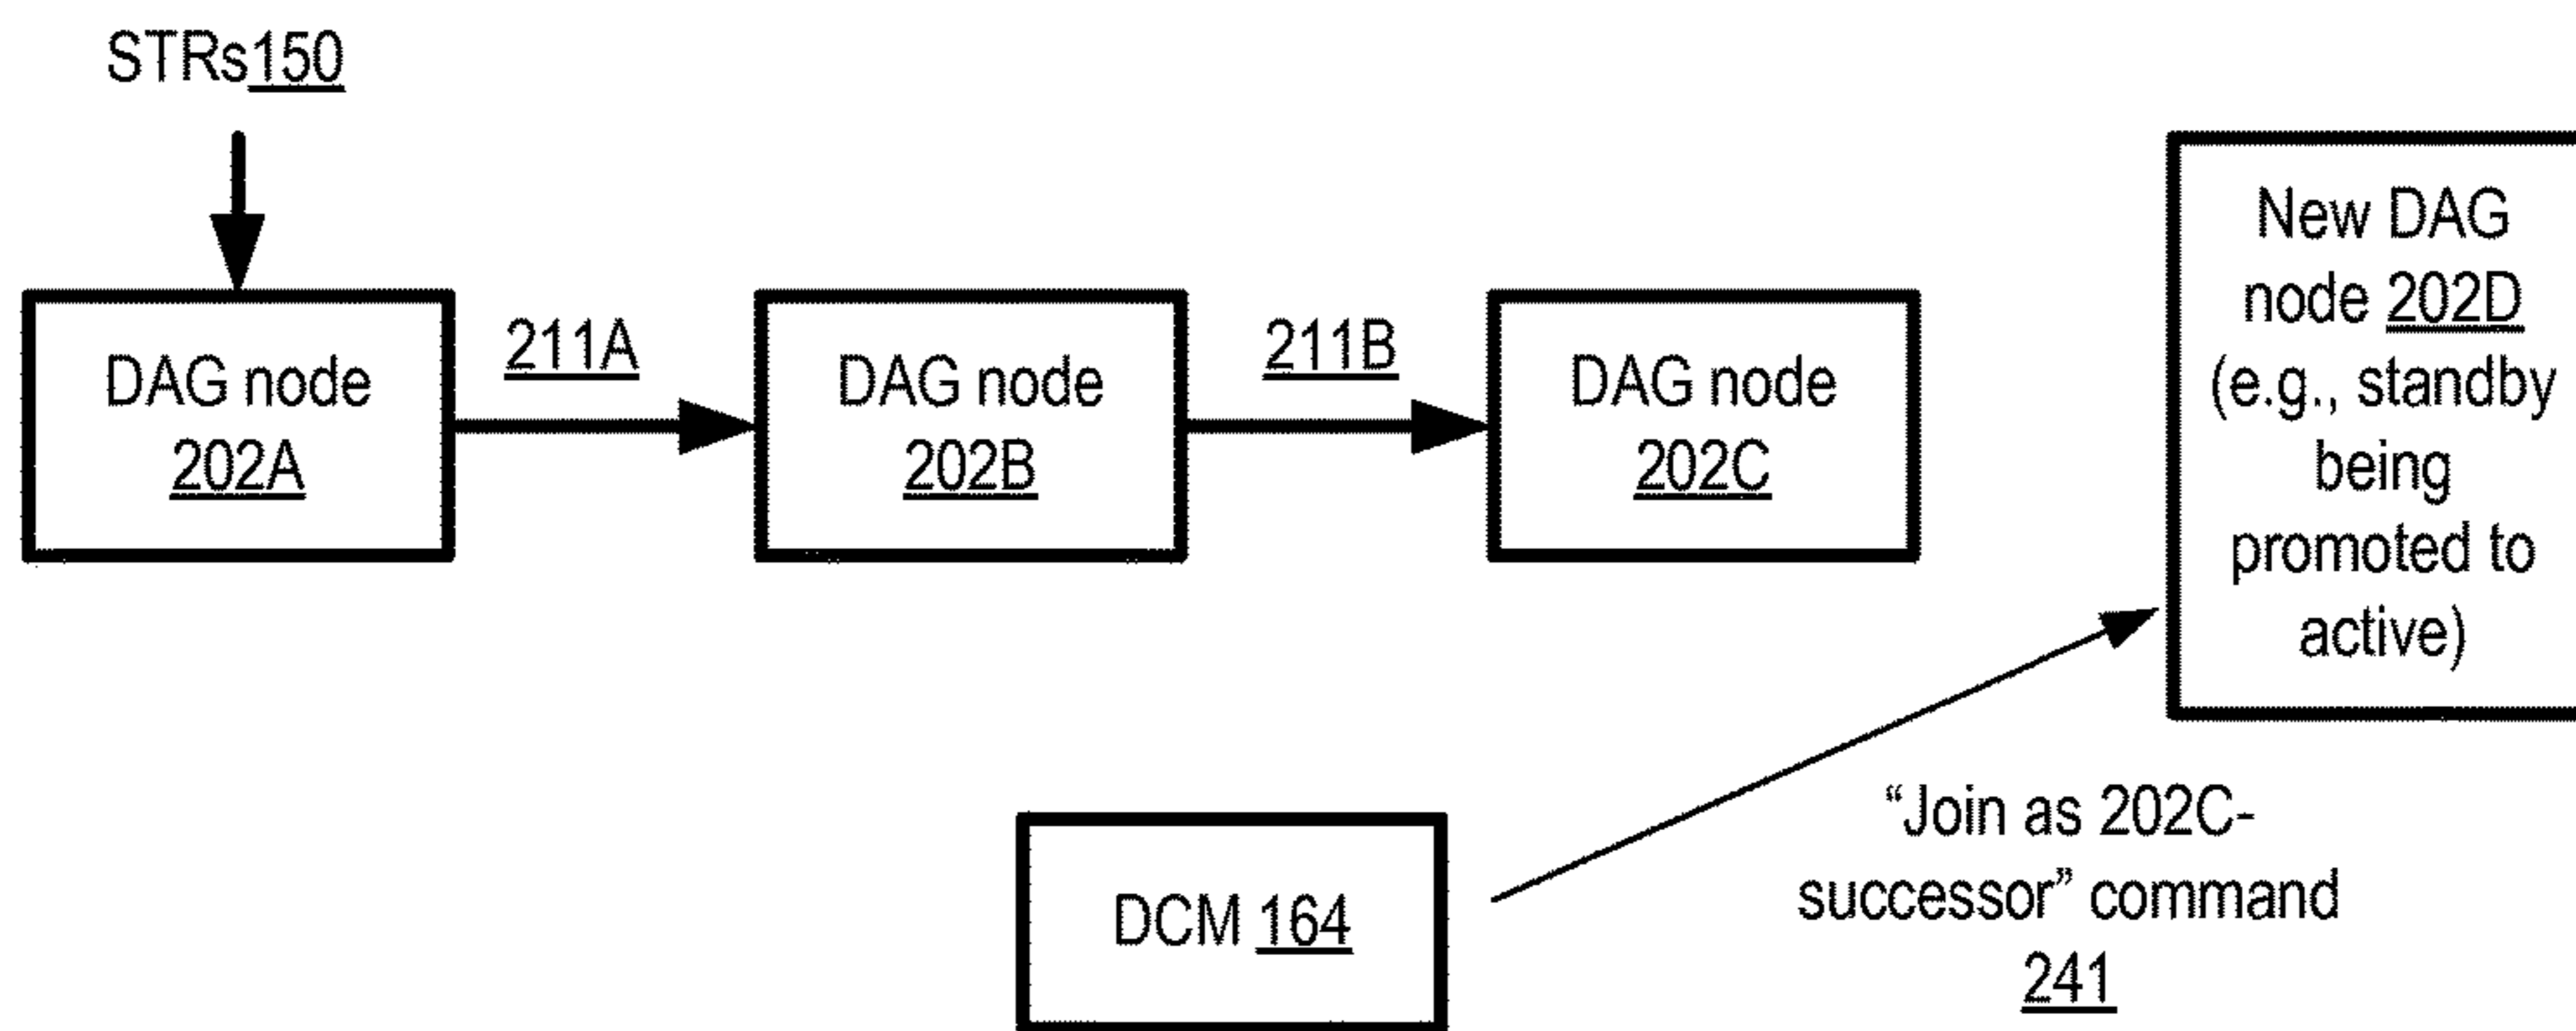 STRs150
DAG node
202A
211A
DAG node
202B
211B
DAG node
202C
New DAG
node 202D
(e.g., standby
being
promoted to
active)
DCM 164
“Join as 202C-
successor” command
241